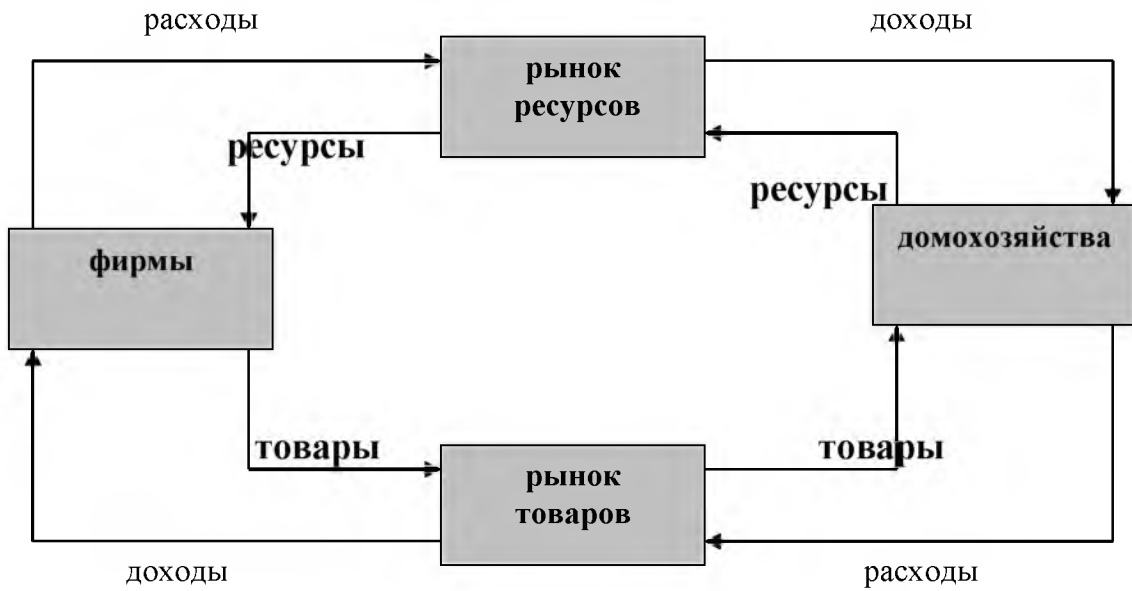 расходы
доходы
рынок
ресурсов
ресурсы
ресурсы
фирмы
домохозяйства
товары
товары
рынок
товаров
доходы
расходы